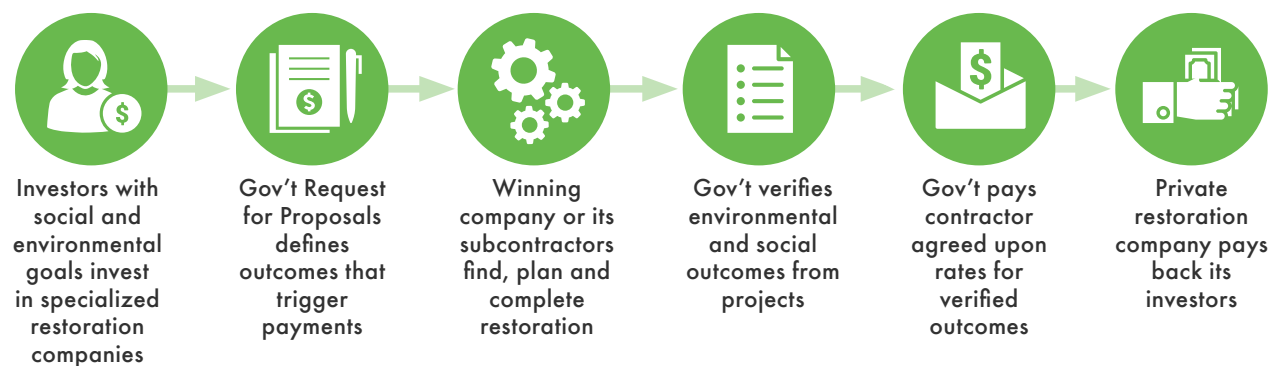 $
Investors with
social and
environmental
goals invest
in specialized
restoration
companies
$
Gov’t Request
for Proposals
defines
outcomes that
trigger
payments
Winning
company or its
subcontractors
find, plan and
complete
restoration
Gov’t verifies
environmental
and social
outcomes from
projects
$
Gov’t pays
contractor
agreed upon
rates for
verified
outcomes
Private
restoration
company pays
back its
investors